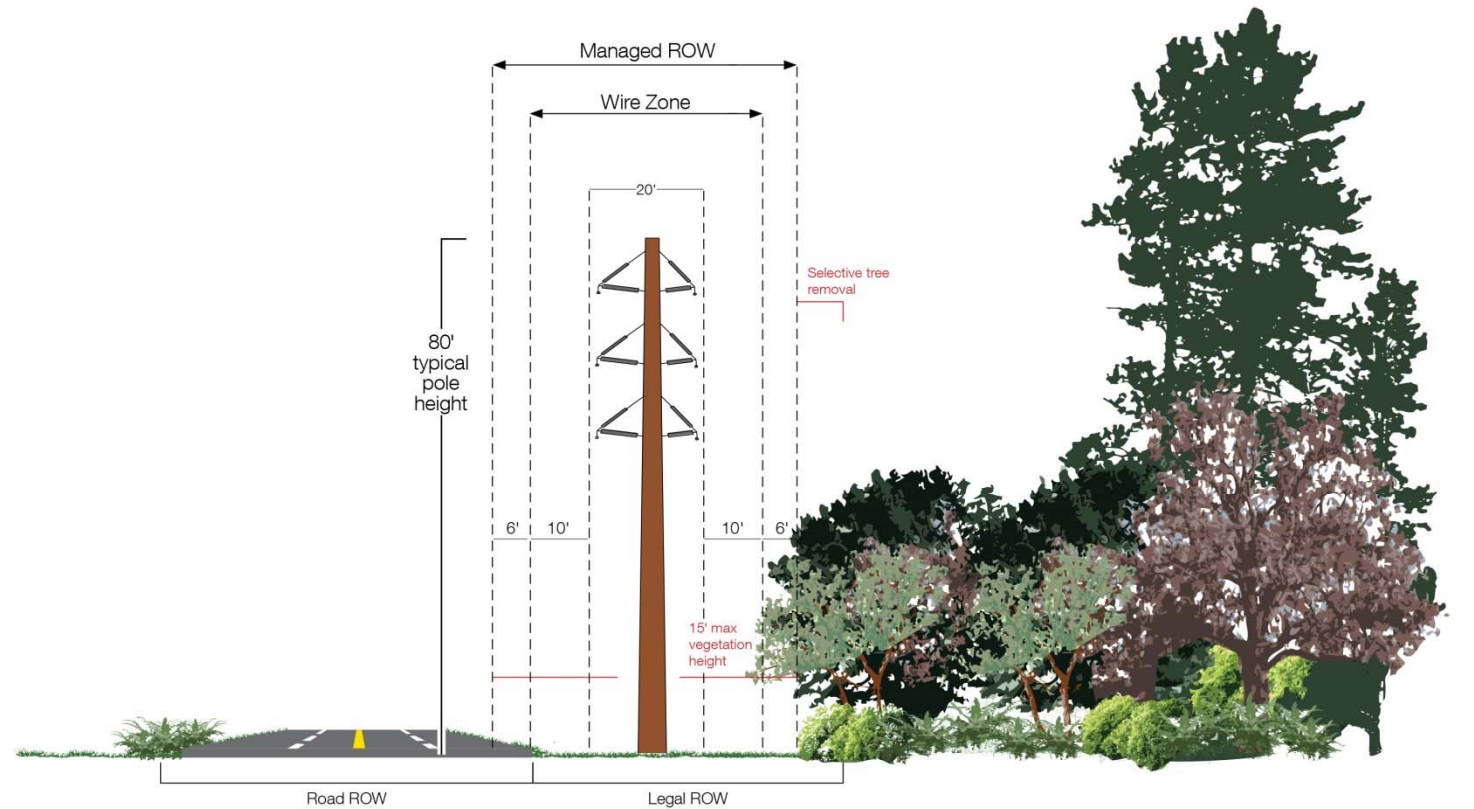 Managed ROW
Wire Zone
20'
Selective tree
removal
80'
typical
pole
height
6'
10'
10'
6'
15' max
vegetation
height
Road ROW
Legal ROW